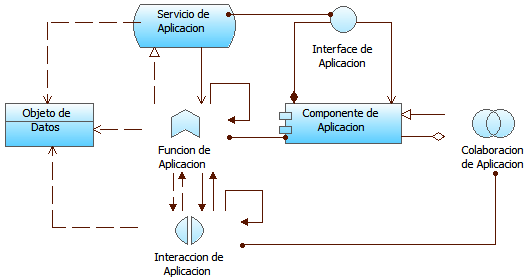 Servicio de
Aplicacion
Interface de
Aplicacion
Objeto de
Datos
Componente de
Aplicacion
Funcion de
Aplicacion
Colaboracion
de Aplicacion
Interaccion de
Aplicacion